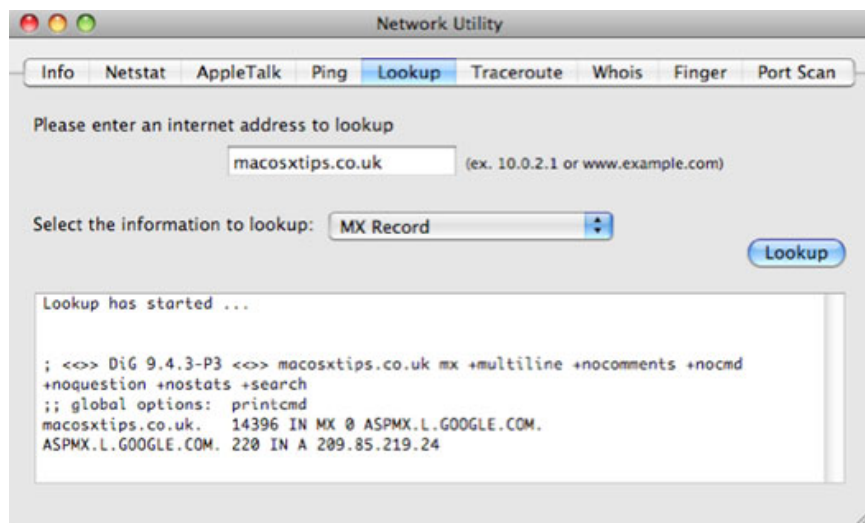 Network Utility
Info Netstat AppleTalk Ping Lookup Traceroute Whois Finger Port Scan
Please enter an internet address to lookup
macosxtips.co.uk (ex. 10.0.2.1 or www.example.com)
Select the information to lookup: MX Record
Lookup
Lookup has started ...
; <<>> DiG 9.4.3-P3 <<>> macosxtips.co.uk mx +multiline +nocomments +nocmd
+noquestion +nostats +search
;; global options:  printcmd
macosxtips.co.uk.   14396 IN MX 0 ASPMX.L.GOOGLE.COM.
ASPMX.L.GOOGLE.COM. 220 IN A 209.85.219.24